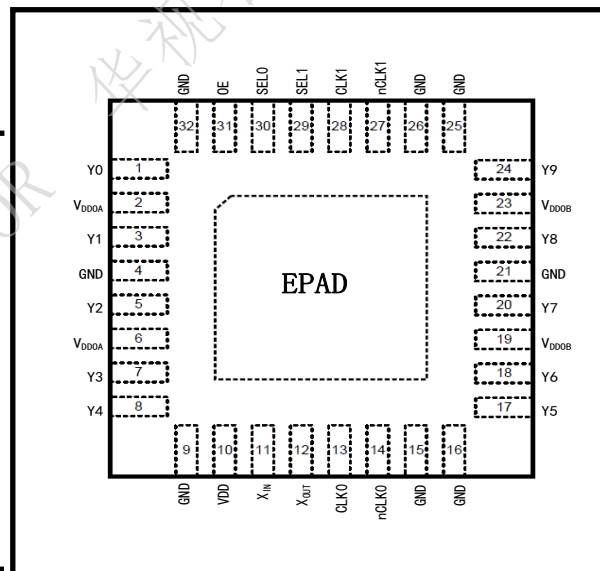 华视
OR
GND OE SEL0 SEL1 CLK1 nCLK1 GND GND
32 31 30 29 28 27 26 25
Y0 1 24 Y9
VDDOA 2 23 VDDOB
Y1 3 22 Y8
GND 4 21 GND
EPAD
Y2 5 20 Y7
VDDOA 6 19 VDDOB
Y3 7 18 Y6
Y4 8 17 Y5
9 10 11 12 13 14 15 16
GND VDD XIN XOUT CLK0 nCLK0 GND GND